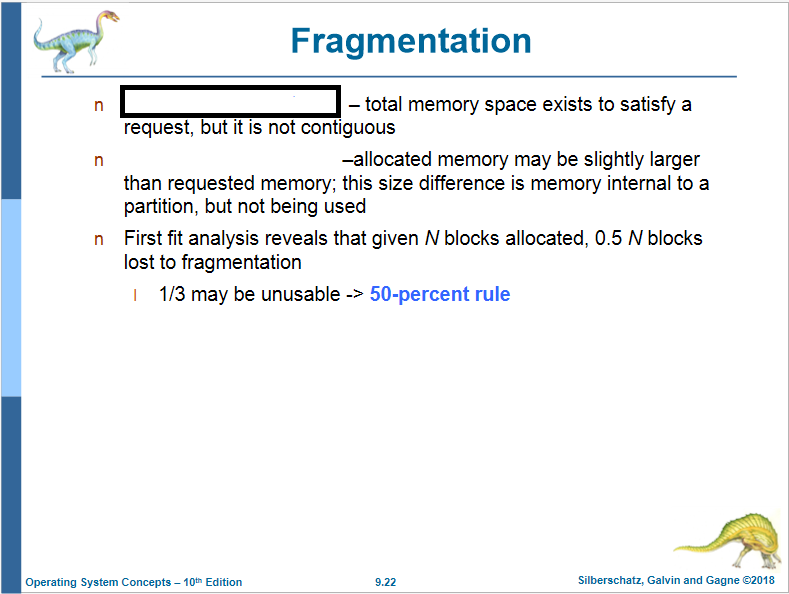 Fragmentation
n – total memory space exists to satisfy a
request, but it is not contiguous
n –allocated memory may be slightly larger
than requested memory; this size difference is memory internal to a
partition, but not being used
n First fit analysis reveals that given N blocks allocated, 0.5 N blocks
lost to fragmentation
l 1/3 may be unusable -> 50-percent rule
Operating System Concepts – 10th Edition 9.22 Silberschatz, Galvin and Gagne ©2018